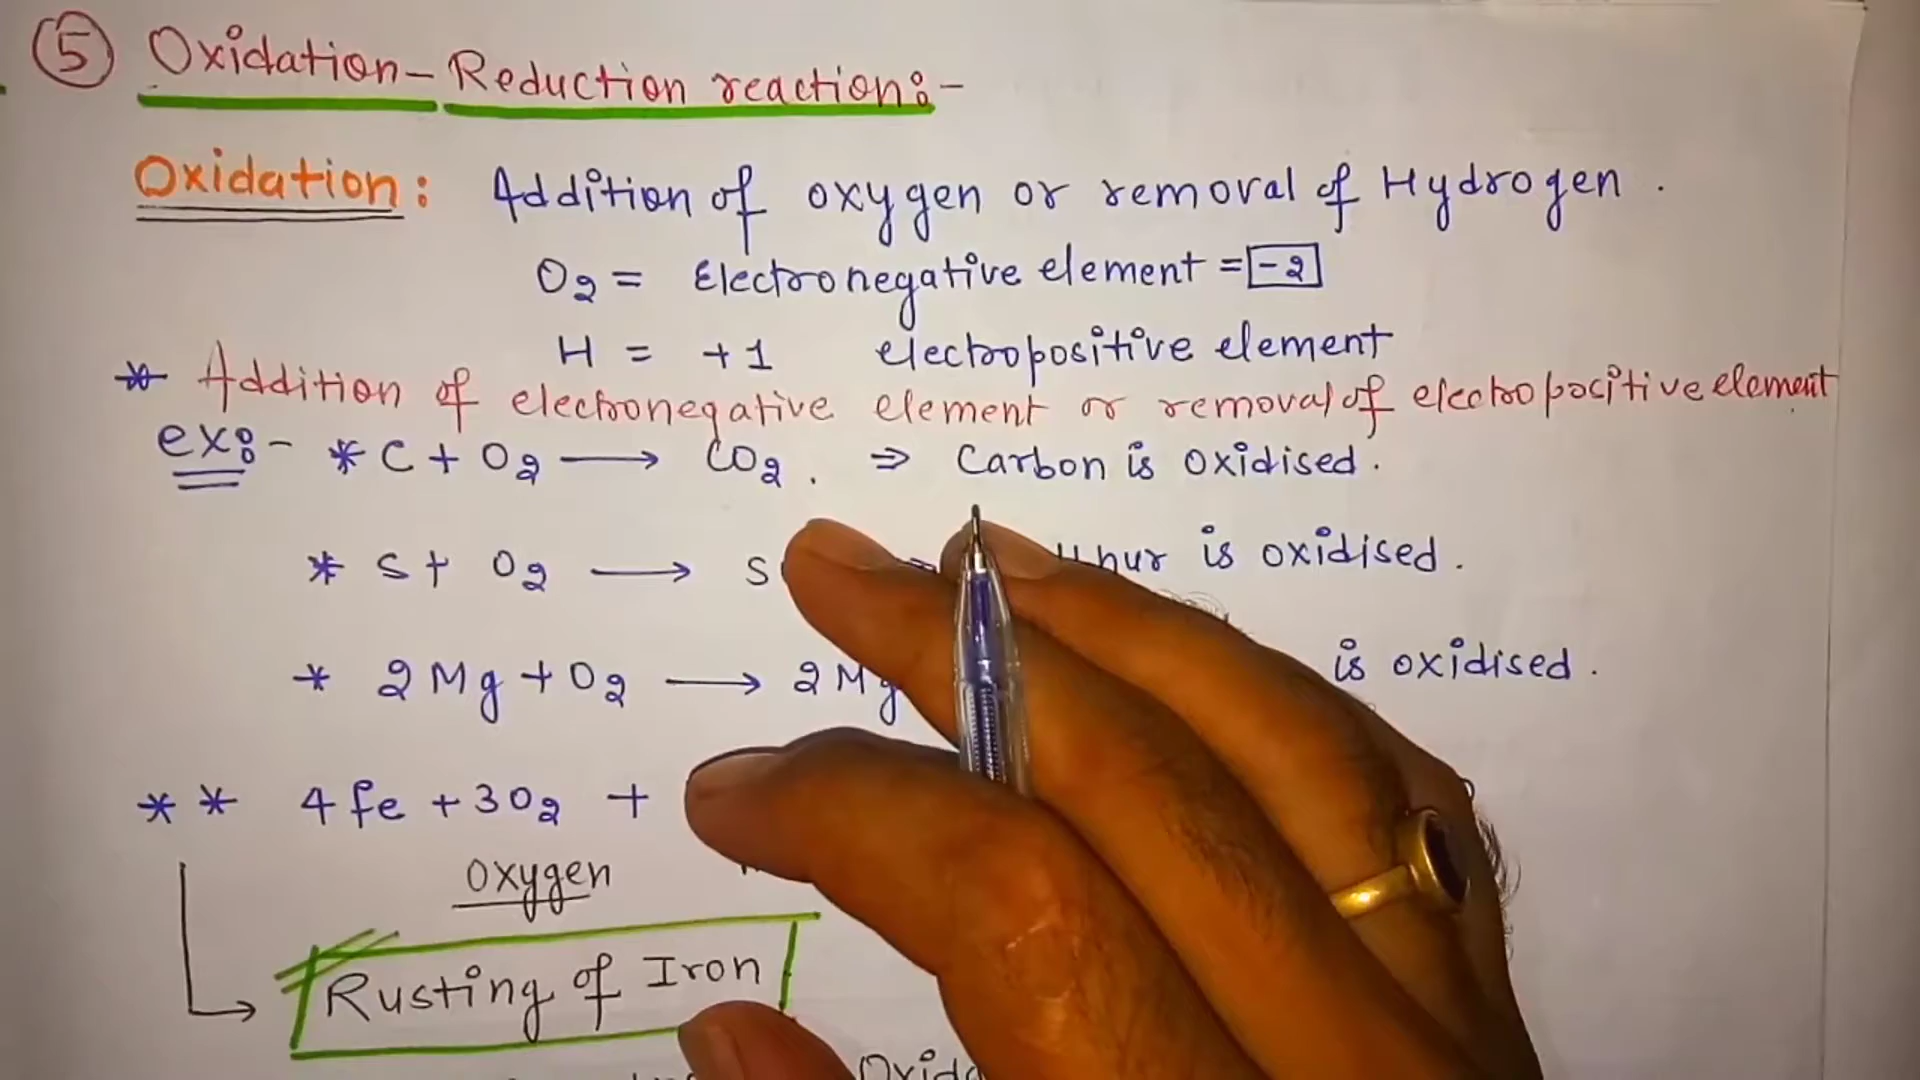 5 Oxidation-Reduction reaction:-
Oxidation: Addition of oxygen or removal of Hydrogen.
O2 = Electronegative element = -2
H = +1 electropositive element
* Addition of electronegative element or removal of electropositive element
ex:- * C + O2 → CO2. ⇒ Carbon is oxidised.
* S + O2 → S is oxidised.
* 2Mg + O2 → 2Mg is oxidised.
* * 4fe + 3O2 +
Oxygen
Rusting of Iron